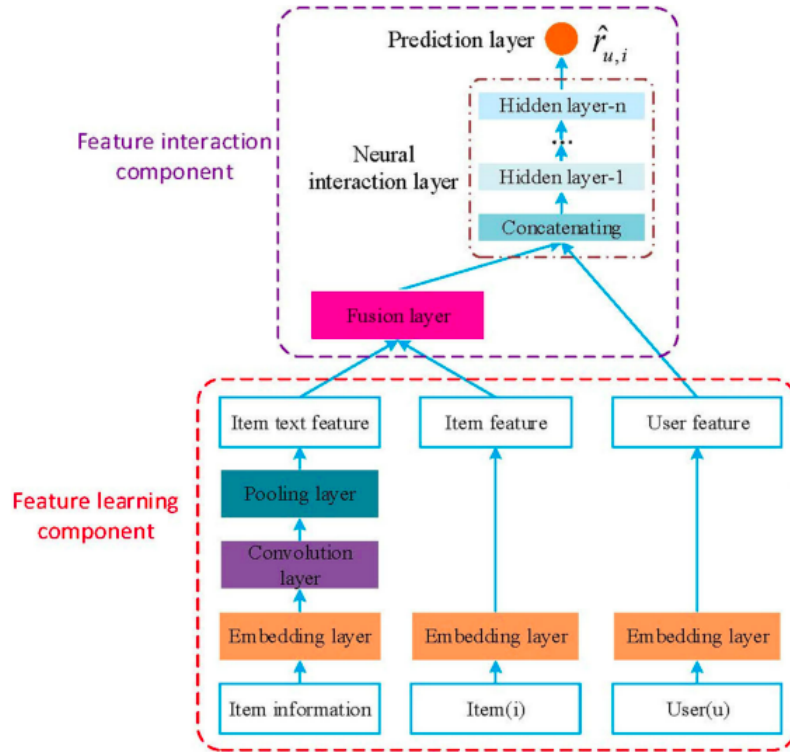 Prediction layer
r̂u,i
Hidden layer-n
...
Feature interaction
component
Neural
interaction layer
Hidden layer-1
Concatenating
Fusion layer
Item text feature
Item feature
User feature
Pooling layer
Feature learning
component
Convolution
layer
Embedding layer
Embedding layer
Embedding layer
Item information
Item(i)
User(u)